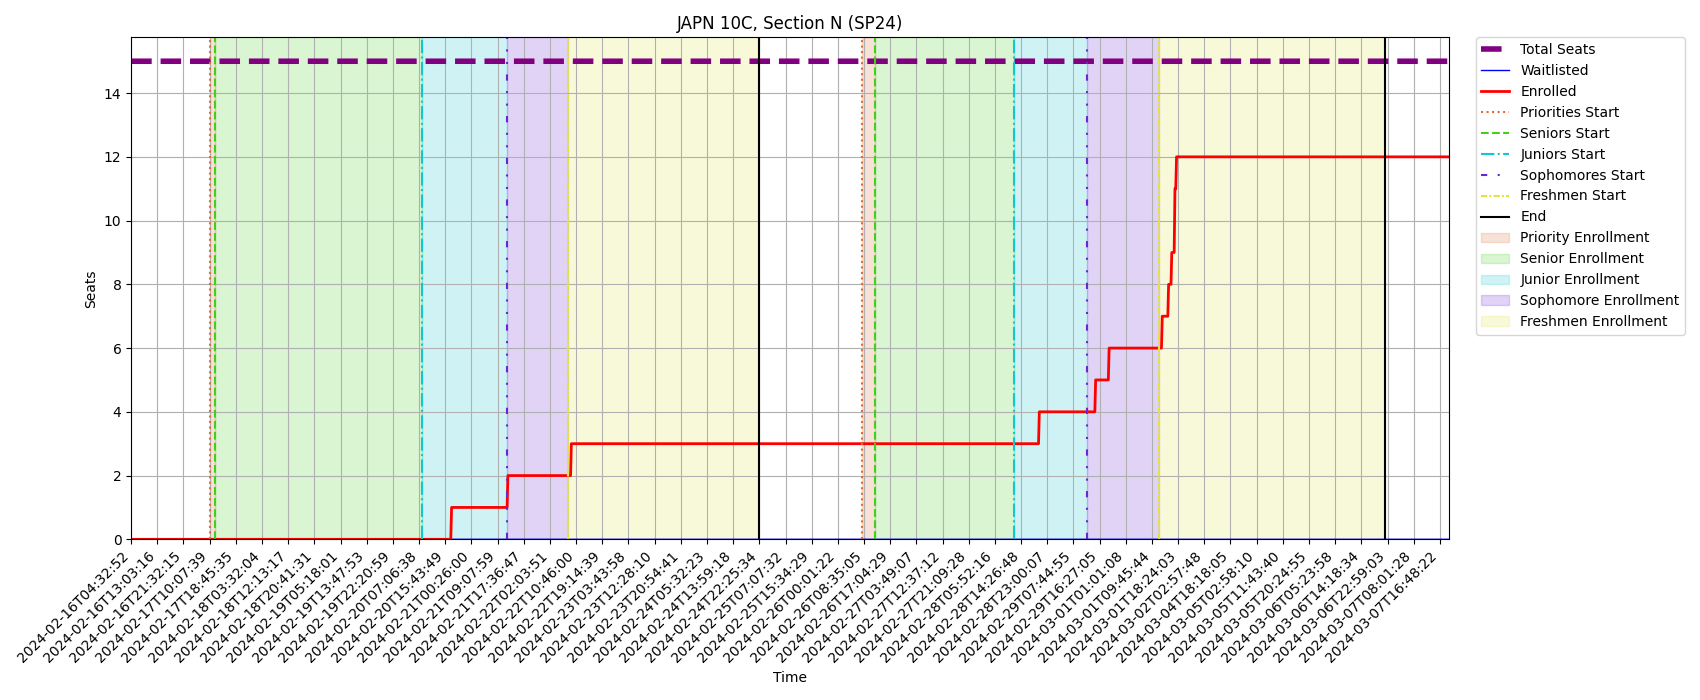 JAPN 10C, Section N (SP24)
Seats
14
12
10
8
6
4
2
0
2024-02-16T04:32:52
2024-02-16T13:03:16
2024-02-16T21:32:15
2024-02-17T10:07:39
2024-02-17T18:45:35
2024-02-18T03:32:04
2024-02-18T12:13:17
2024-02-18T20:41:31
2024-02-19T05:18:01
2024-02-19T13:47:53
2024-02-19T22:20:59
2024-02-20T07:06:38
2024-02-20T15:43:49
2024-02-21T00:26:00
2024-02-21T09:07:59
2024-02-21T17:36:47
2024-02-22T02:03:51
2024-02-22T10:46:00
2024-02-22T19:14:39
2024-02-23T03:43:58
2024-02-23T12:28:10
2024-02-23T20:54:41
2024-02-24T05:32:23
2024-02-24T13:59:18
2024-02-24T22:25:34
2024-02-25T07:07:32
2024-02-25T15:34:29
2024-02-26T00:01:22
2024-02-26T08:35:05
2024-02-26T17:04:29
2024-02-27T03:49:07
2024-02-27T12:37:12
2024-02-27T21:09:28
2024-02-28T05:52:16
2024-02-28T14:26:48
2024-02-28T23:00:07
2024-02-29T07:44:55
2024-02-29T16:27:05
2024-03-01T01:01:08
2024-03-01T09:45:44
2024-03-01T18:24:03
2024-03-02T02:57:48
2024-03-04T18:18:05
2024-03-05T02:58:10
2024-03-05T11:43:40
2024-03-05T20:24:55
2024-03-06T05:23:58
2024-03-06T14:18:34
2024-03-06T22:59:03
2024-03-07T08:01:28
2024-03-07T16:48:22
Time
Total Seats
Waitlisted
Enrolled
Priorities Start
Seniors Start
Juniors Start
Sophomores Start
Freshmen Start
End
Priority Enrollment
Senior Enrollment
Junior Enrollment
Sophomore Enrollment
Freshmen Enrollment